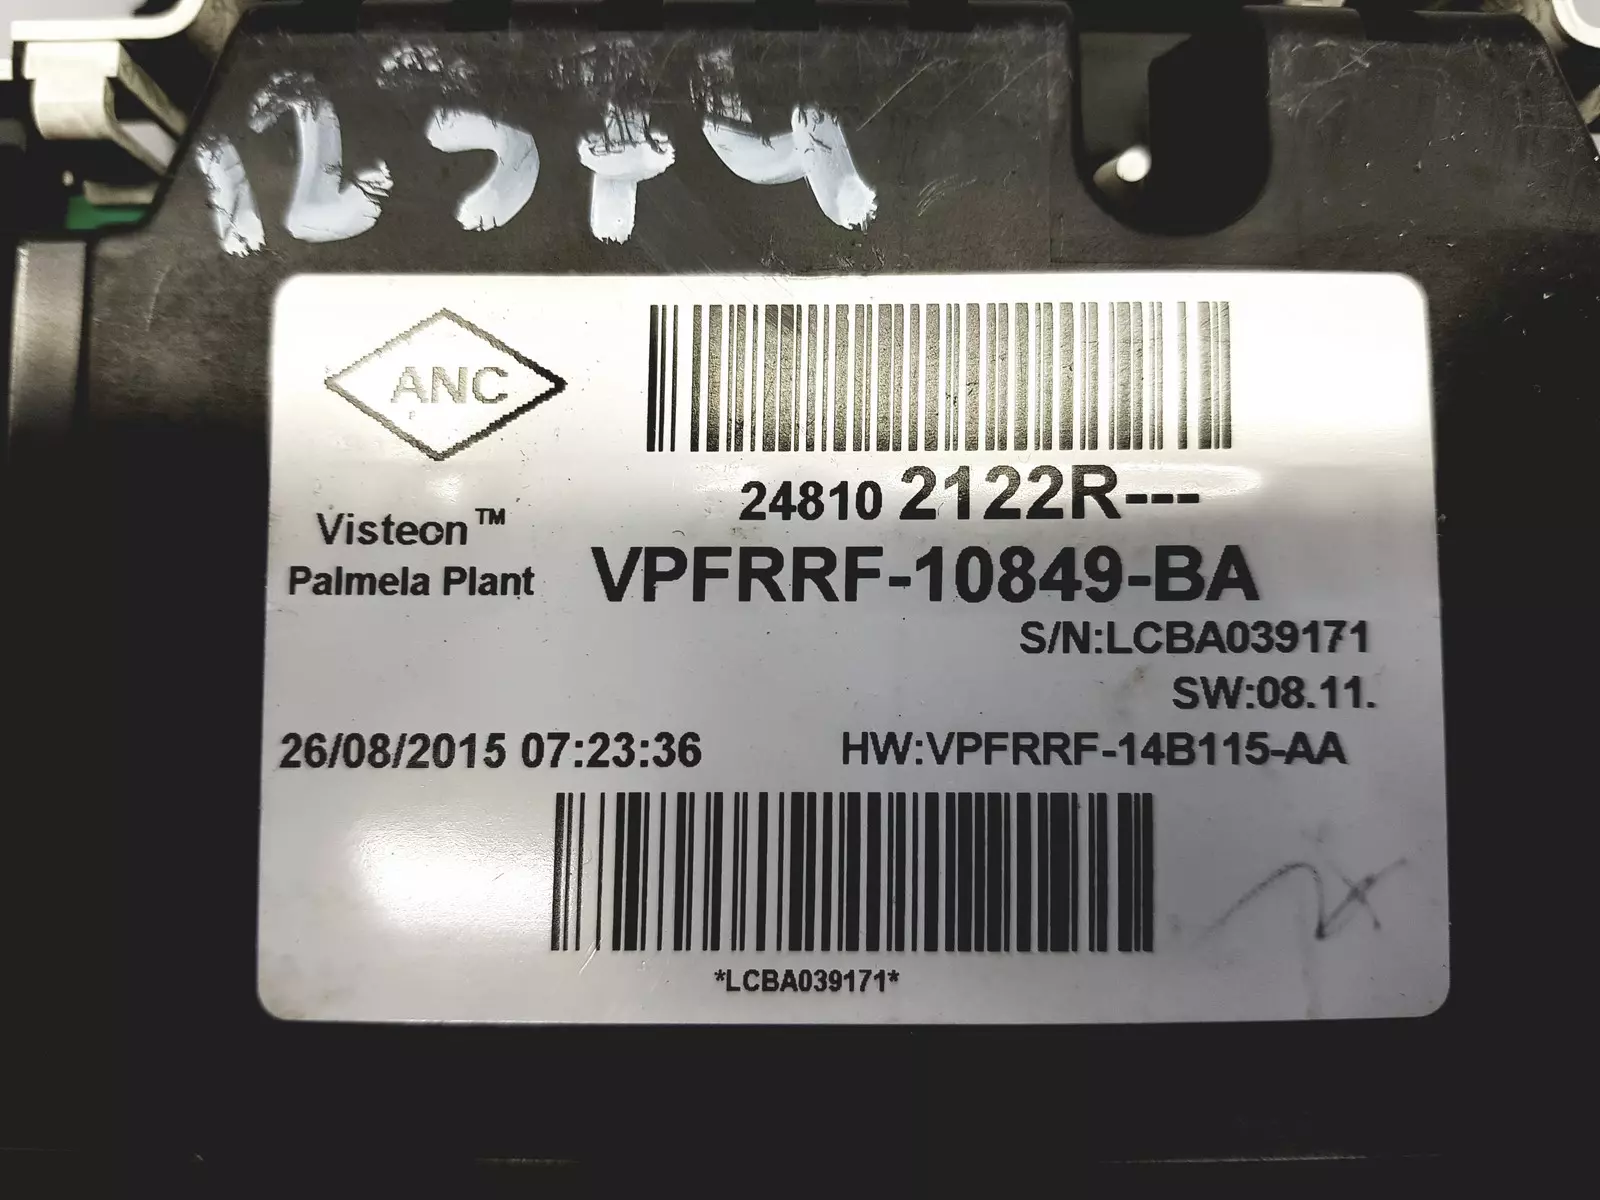 ANC
24810 2122R---
Visteon™
Palmela Plant
VPFRRF-10849-BA
S/N:LCBA039171
SW:08.11.
26/08/2015 07:23:36
HW:VPFRRF-14B115-AA
*LCBA039171*